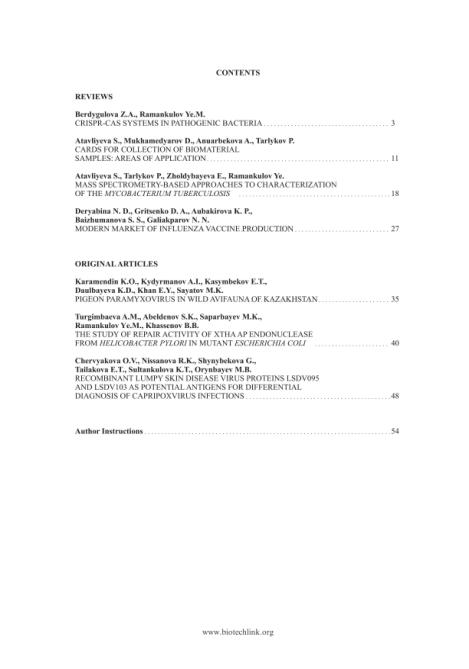 CONTENTS
REVIEWS
Berdygulova Z.A., Ramankulov Ye.M.
CRISPR-CAS SYSTEMS IN PATHOGENIC BACTERIA ..................................... 3
Atavliyeva S., Mukhamedyarov D., Anuarbekova A., Tarlykov P.
CARDS FOR COLLECTION OF BIOMATERIAL
SAMPLES: AREAS OF APPLICATION ..................................................... 11
Atavliyeva S., Tarlykov P., Zholdybayeva E., Ramankulov Ye.
MASS SPECTROMETRY-BASED APPROACHES TO CHARACTERIZATION
OF THE MYCOBACTERIUM TUBERCULOSIS ............................................ 18
Deryabina N. D., Gritsenko D. A., Aubakirova K. P.,
Baizhumanova S. S., Galiakparov N. N.
MODERN MARKET OF INFLUENZA VACCINE PRODUCTION ............................ 27
ORIGINAL ARTICLES
Karamendin K.O., Kydyrmanov A.I., Kasymbekov E.T.,
Daulbayeva K.D., Khan E.Y., Sayatov M.K.
PIGEON PARAMYXOVIRUS IN WILD AVIFAUNA OF KAZAKHSTAN ..................... 35
Turgimbaeva A.M., Abeldenov S.K., Saparbayev M.K.,
Ramankulov Ye.M., Khassenov B.B.
THE STUDY OF REPAIR ACTIVITY OF XTHA AP ENDONUCLEASE
FROM HELICOBACTER PYLORI IN MUTANT ESCHERICHIA COLI ...................... 40
Chervyakova O.V., Nissanova R.K., Shynybekova G.,
Tailakova E.T., Sultankulova K.T., Orynbayev M.B.
RECOMBINANT LUMPY SKIN DISEASE VIRUS PROTEINS LSDV095
AND LSDV103 AS POTENTIAL ANTIGENS FOR DIFFERENTIAL
DIAGNOSIS OF CAPRIPOXVIRUS INFECTIONS ........................................... 48
Author Instructions ........................................................................ 54
www.biotechlink.org